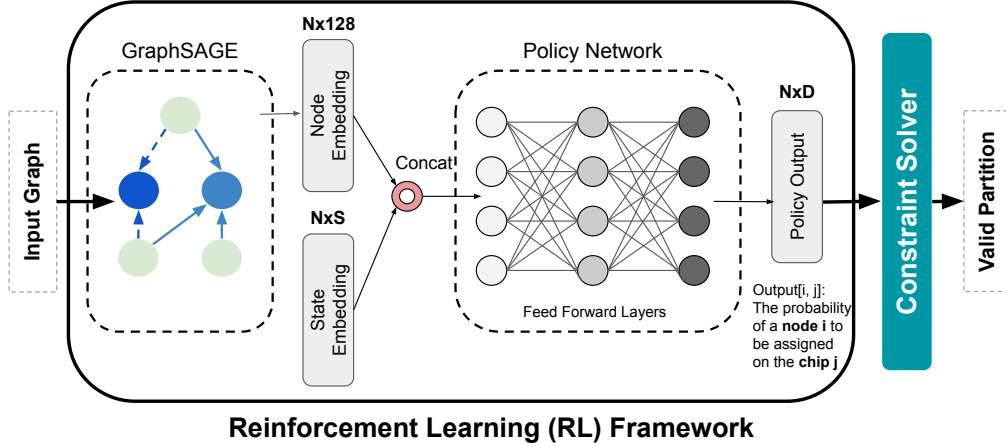 Input Graph
GraphSAGE
Nx128
Node
Embedding
NxS
State
Embedding
Concat
Policy Network
Feed Forward Layers
NxD
Policy Output
Output[i, j]:
The probability
of a node i to
be assigned
on the chip j
Constraint Solver
Valid Partition
Reinforcement Learning (RL) Framework